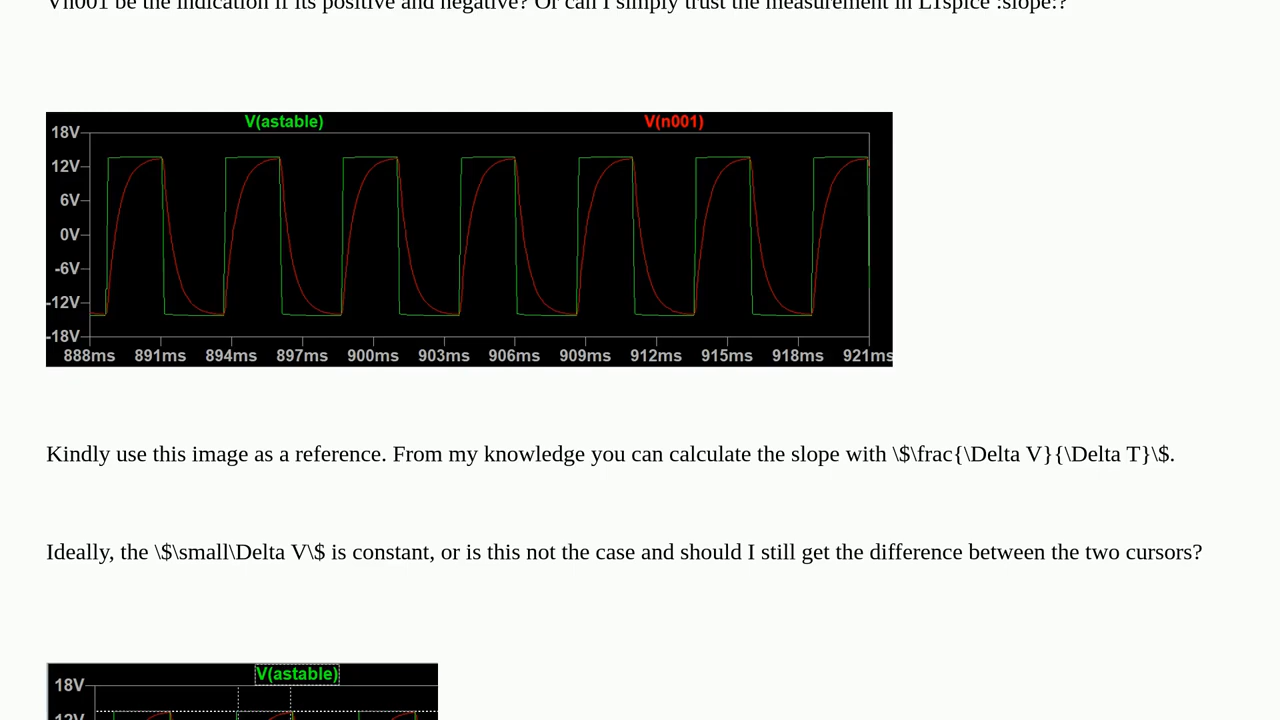 Vn001 be the indication if its positive and negative? Or can I simply trust the measurement in LTspice :slope:?
V(astable) V(n001)
18V
12V
6V
0V
-6V
-12V
-18V
888ms 891ms 894ms 897ms 900ms 903ms 906ms 909ms 912ms 915ms 918ms 921ms
Kindly use this image as a reference. From my knowledge you can calculate the slope with \$\frac{\Delta V}{\Delta T}\$.
Ideally, the \$\small\Delta V\$ is constant, or is this not the case and should I still get the difference between the two cursors?
V(astable)
18V
12V